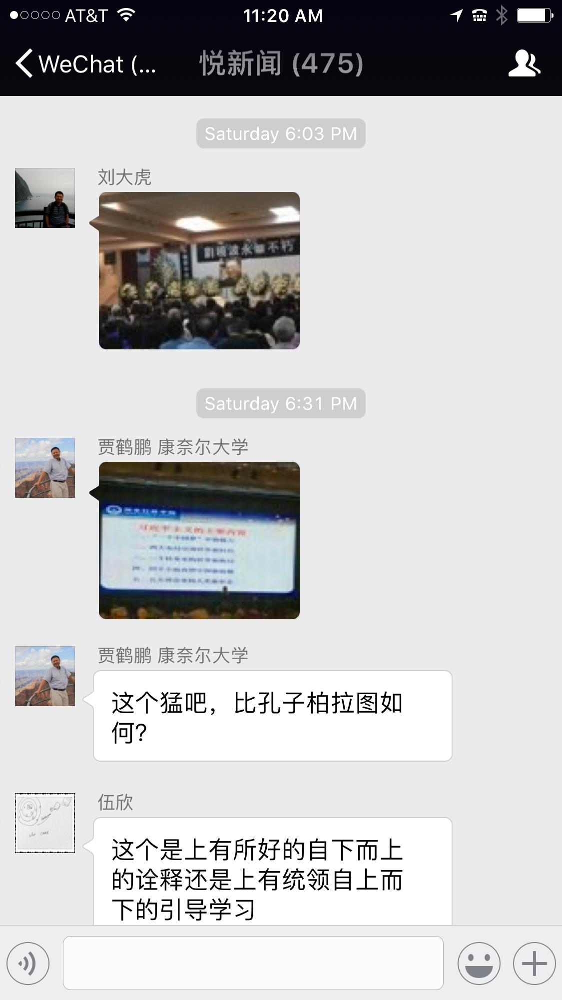 AT&T
11:20 AM
WeChat (...
悦新闻 (475)
Saturday 6:03 PM
刘大虎
不朽
Saturday 6:31 PM
贾鹤鹏 康奈尔大学
贾鹤鹏 康奈尔大学
这个猛吧，比孔子柏拉图如
何?
伍欣
这个是上有所好的自下而上
的诠释还是上有统领自上而
下的引导学习